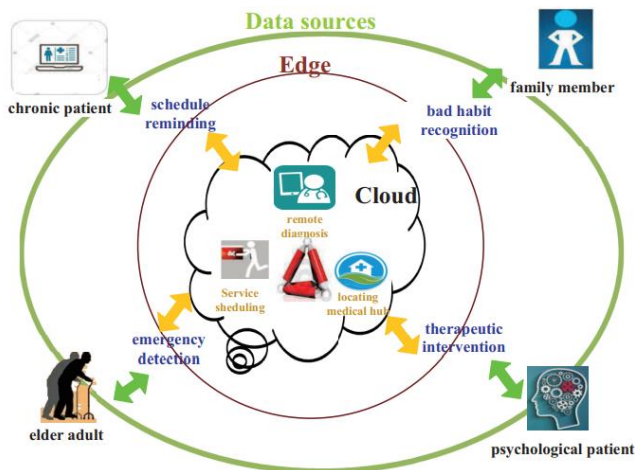 Data sources
Edge
chronic patient
schedule
reminding
bad habit
recognition
family member
Cloud
remote
diagnosis
Service
sheduling
locating
medical hub
emergency
detection
therapeutic
intervention
elder adult
psychological patient